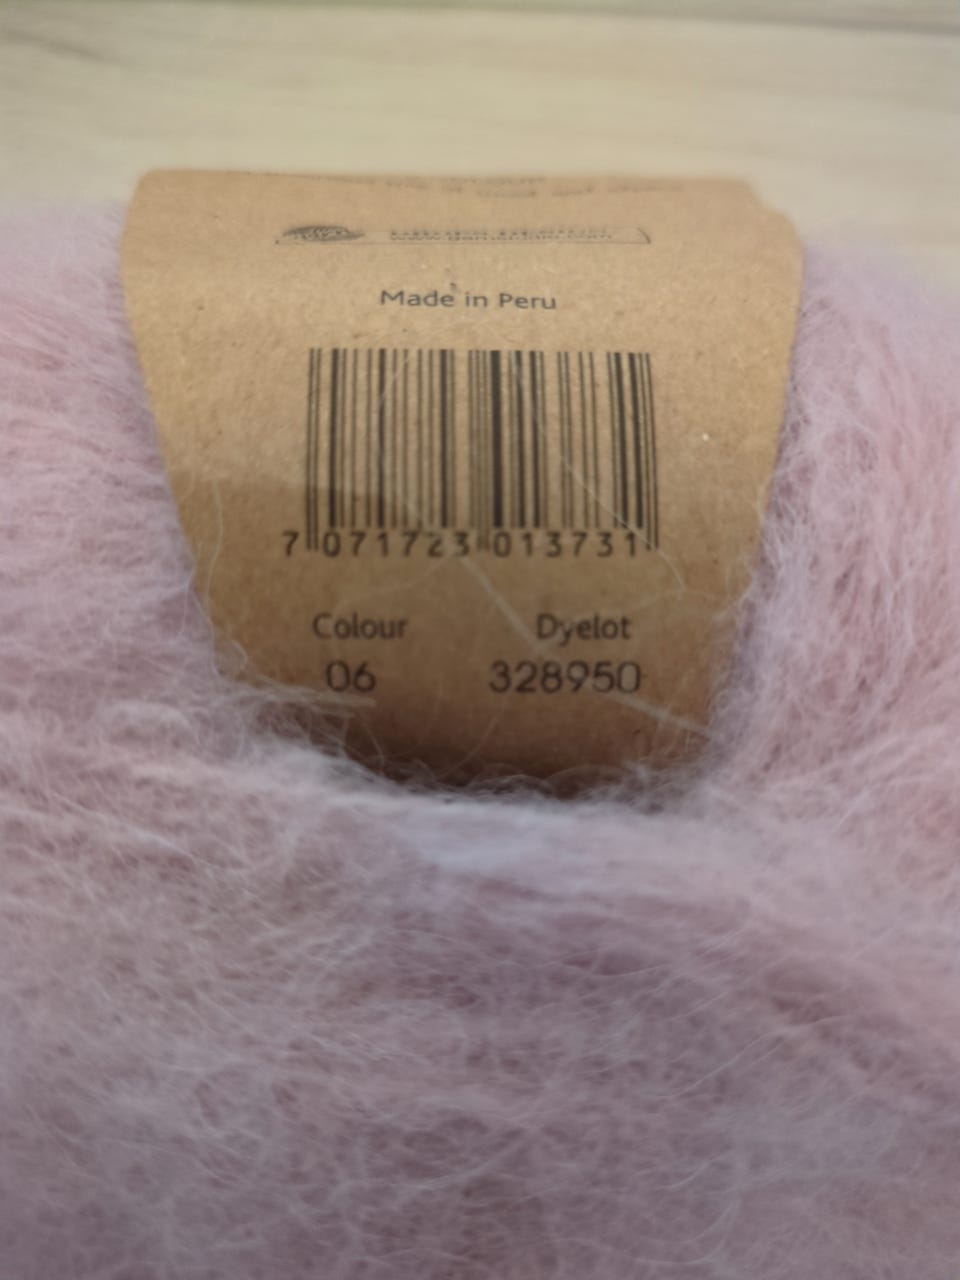 Made in Peru
7 071723 013731
Colour Dyelot
06 328950